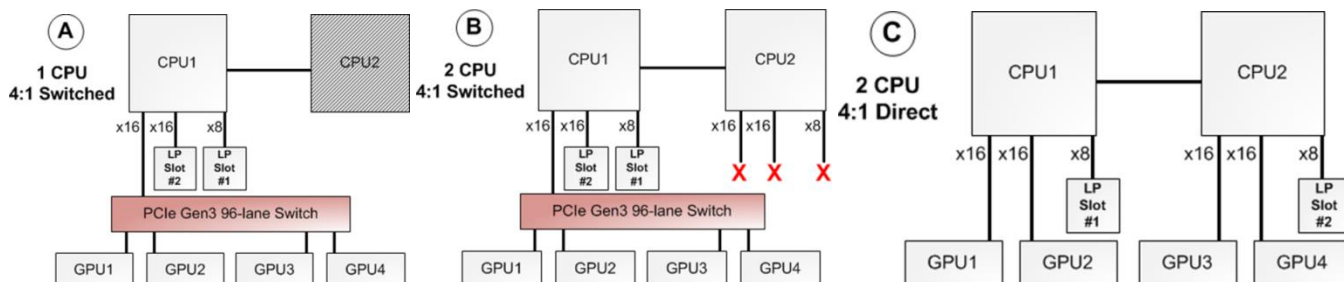 A
1 CPU
4:1 Switched
CPU1
CPU2
x16
x16
x8
LP
Slot
#2
LP
Slot
#1
PCIe Gen3 96-lane Switch
GPU1
GPU2
GPU3
GPU4
B
2 CPU
4:1 Switched
CPU1
CPU2
x16
x16
x8
x16
x16
x8
X
X
X
LP
Slot
#2
LP
Slot
#1
PCIe Gen3 96-lane Switch
GPU1
GPU2
GPU3
GPU4
C
2 CPU
4:1 Direct
CPU1
CPU2
x16
x16
x8
x16
x16
x8
LP
Slot
#1
LP
Slot
#2
GPU1
GPU2
GPU3
GPU4